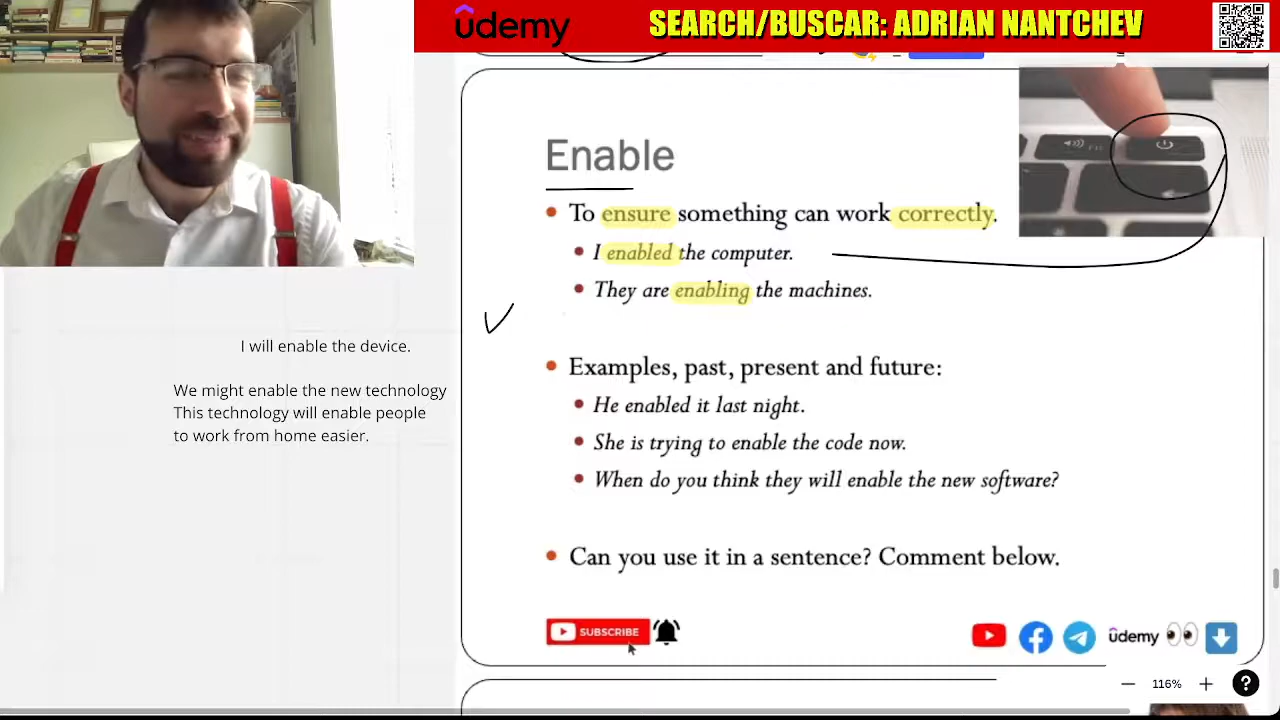 udemy
SEARCH/BUSCAR: ADRIAN NANTCHEV
Enable
To ensure something can work correctly.
I enabled the computer.
They are enabling the machines.
I will enable the device.
We might enable the new technology
This technology will enable people
to work from home easier.
Examples, past, present and future:
He enabled it last night.
She is trying to enable the code now.
When do you think they will enable the new software?
Can you use it in a sentence? Comment below.
SUBSCRIBE
udemy
116%